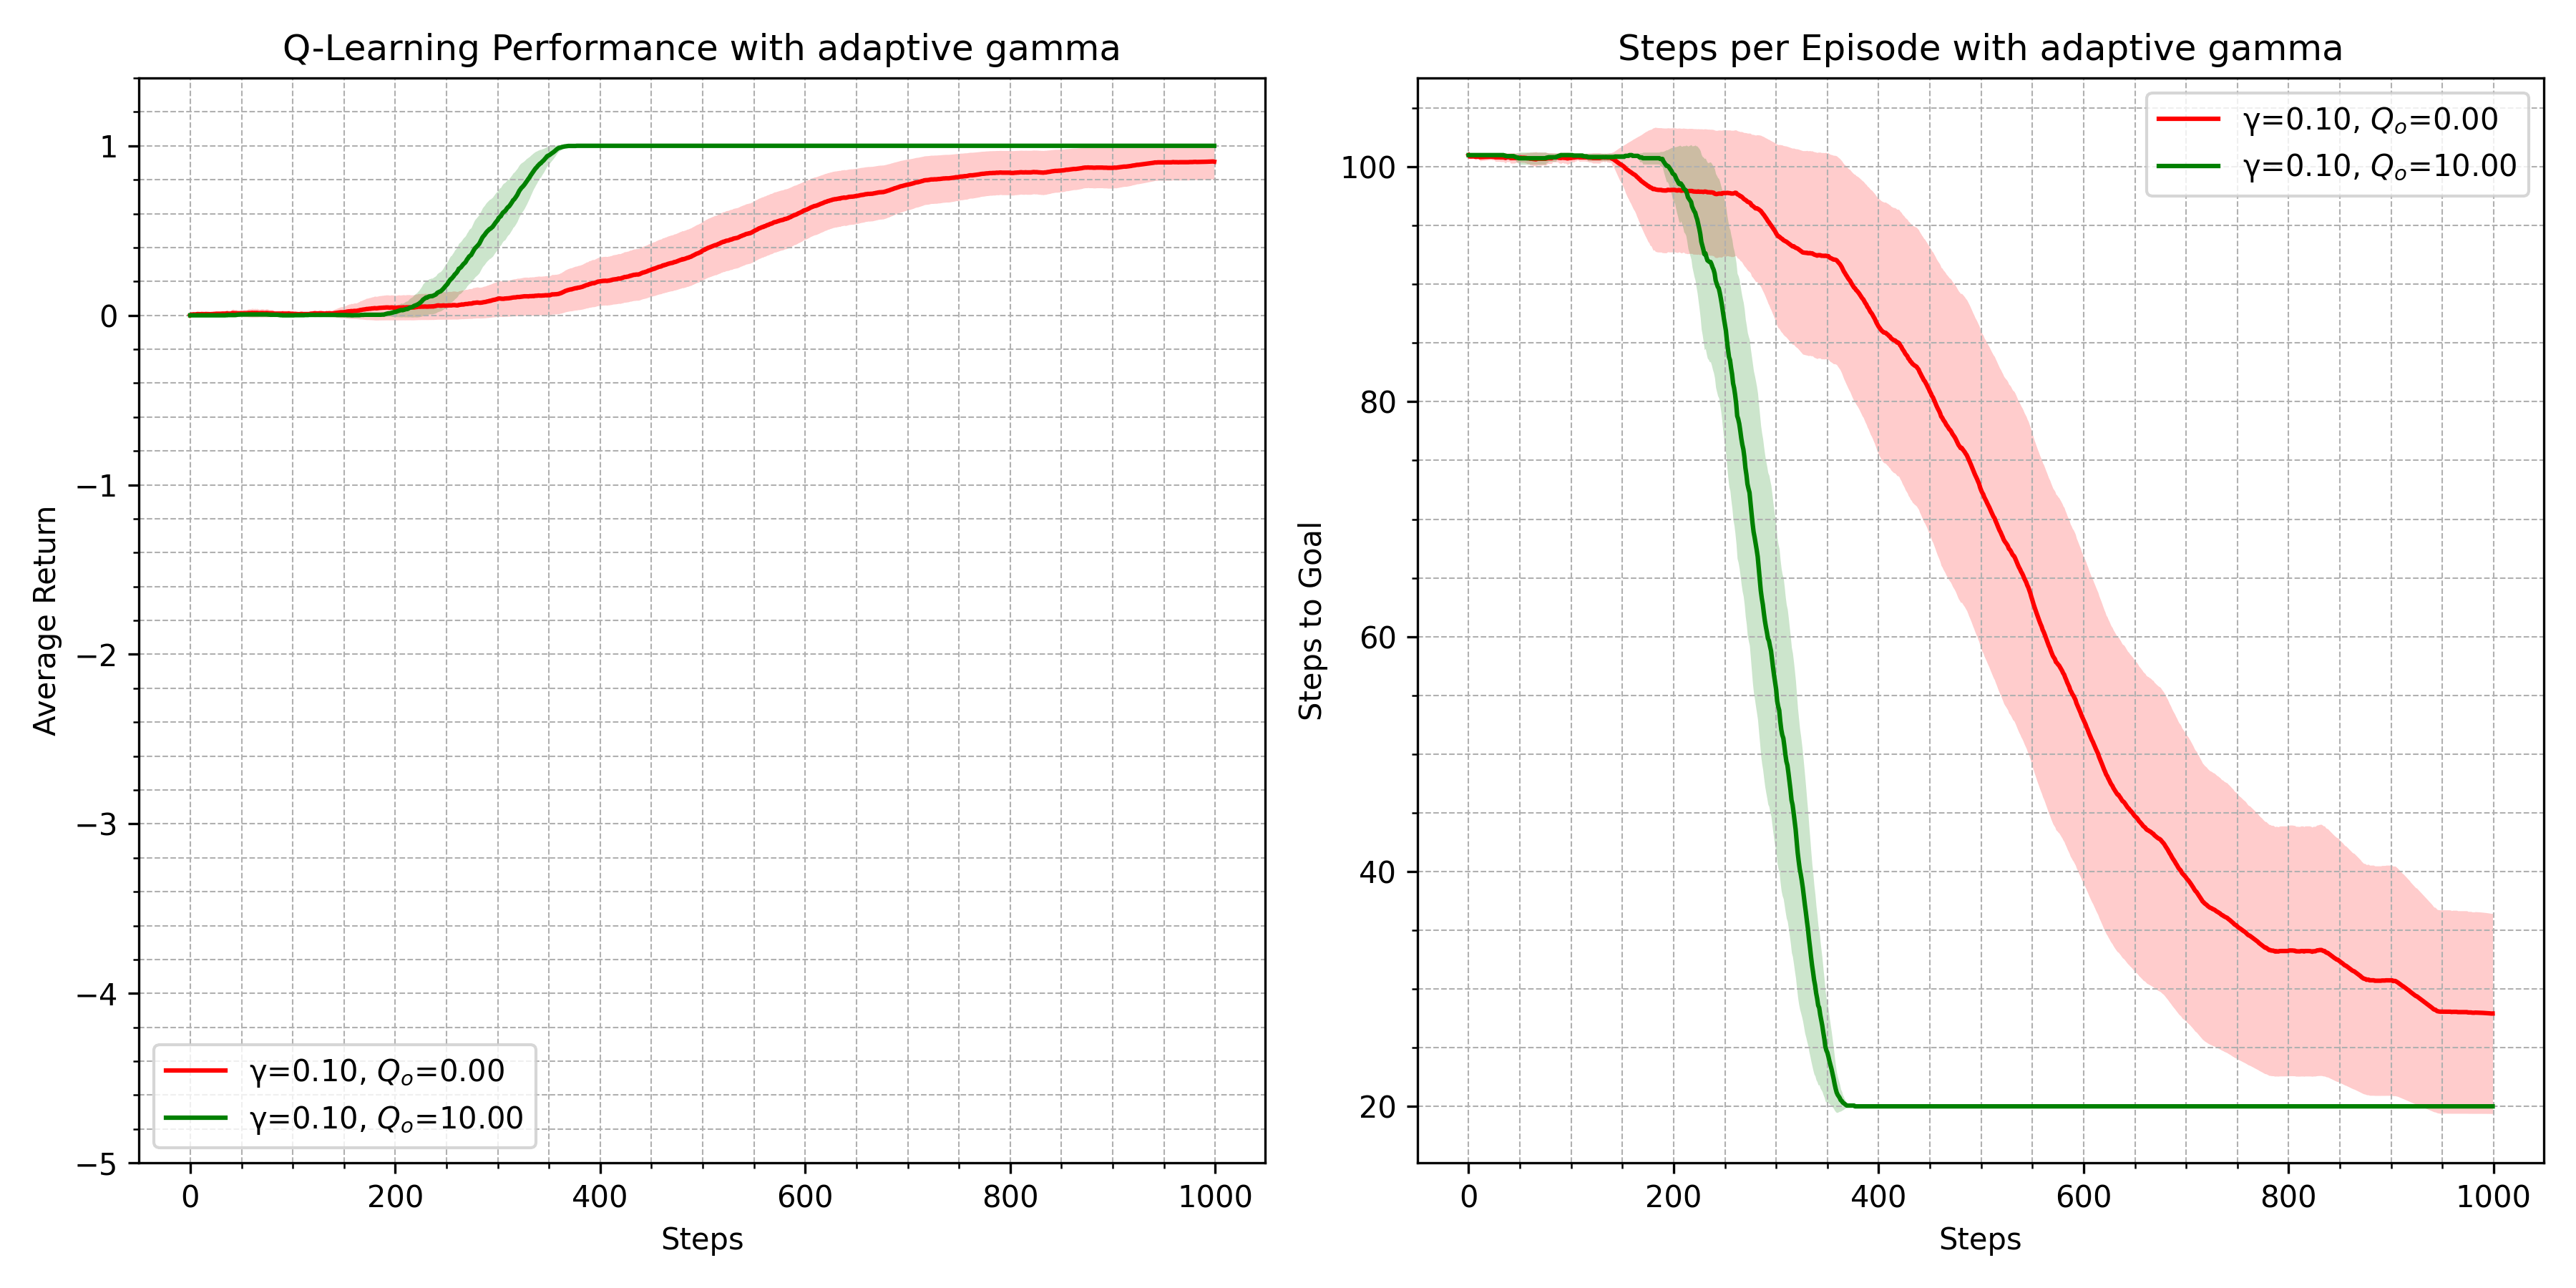 Q-Learning Performance with adaptive gamma
Average Return
1
0
−1
−2
−3
−4
−5
0 200 400 600 800 1000
Steps
γ=0.10, Qₒ=0.00
γ=0.10, Qₒ=10.00
Steps per Episode with adaptive gamma
Steps to Goal
100
80
60
40
20
0 200 400 600 800 1000
Steps
γ=0.10, Qₒ=0.00
γ=0.10, Qₒ=10.00